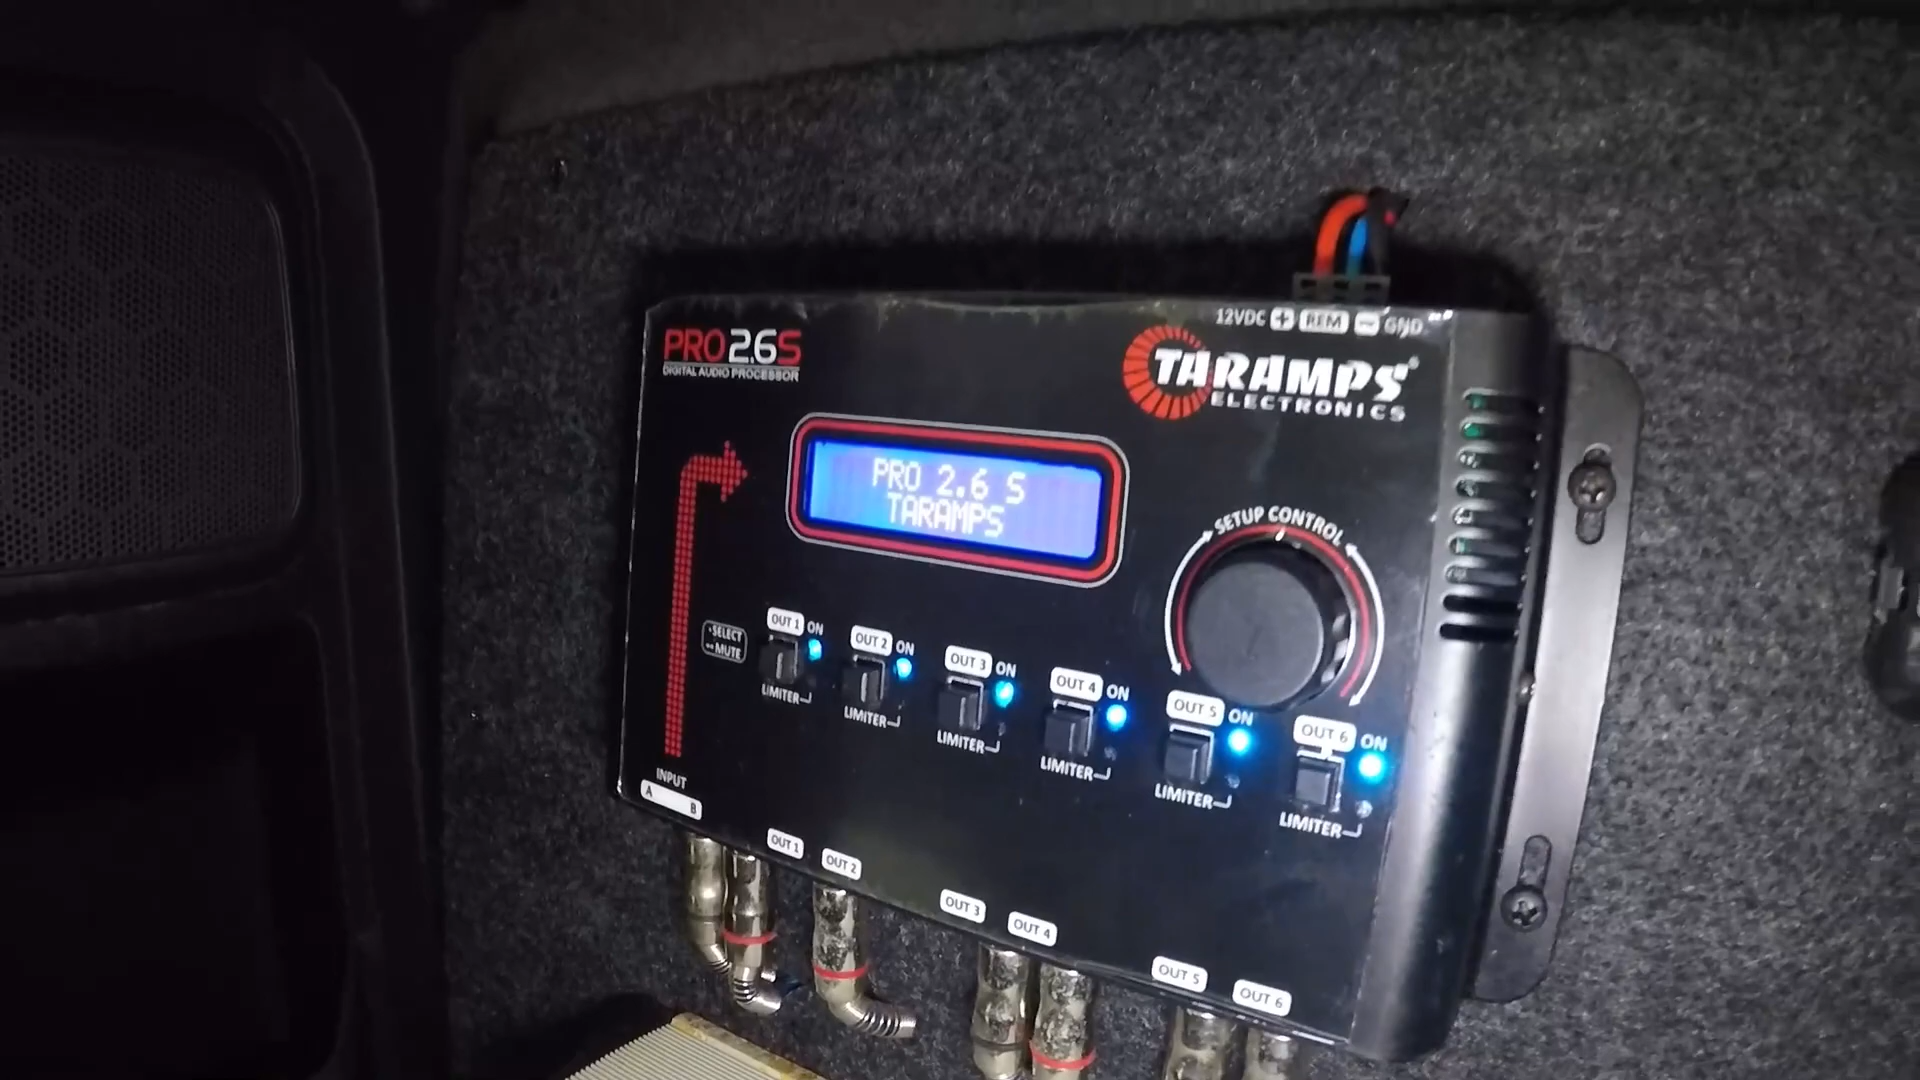 12VDC + REM - GND
PRO 2.6S
DIGITAL AUDIO PROCESSOR
TARAMPS®
ELECTRONICS
PRO 2.6 S
TARAMPS
SETUP CONTROL
SELECT
MUTE
OUT 1 ON
LIMITER
OUT 2 ON
LIMITER
OUT 3 ON
LIMITER
OUT 4 ON
LIMITER
OUT 5 ON
LIMITER
OUT 6 ON
LIMITER
INPUT
A B
OUT 1
OUT 2
OUT 3
OUT 4
OUT 5
OUT 6